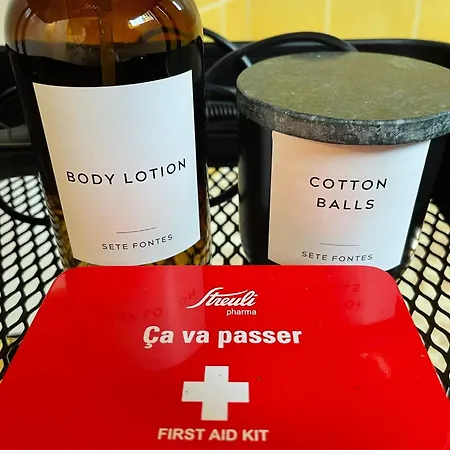 BODY LOTION
SETE FONTES
COTTON
BALLS
SETE FONTES
Streuli
pharma
Ça va passer
FIRST AID KIT